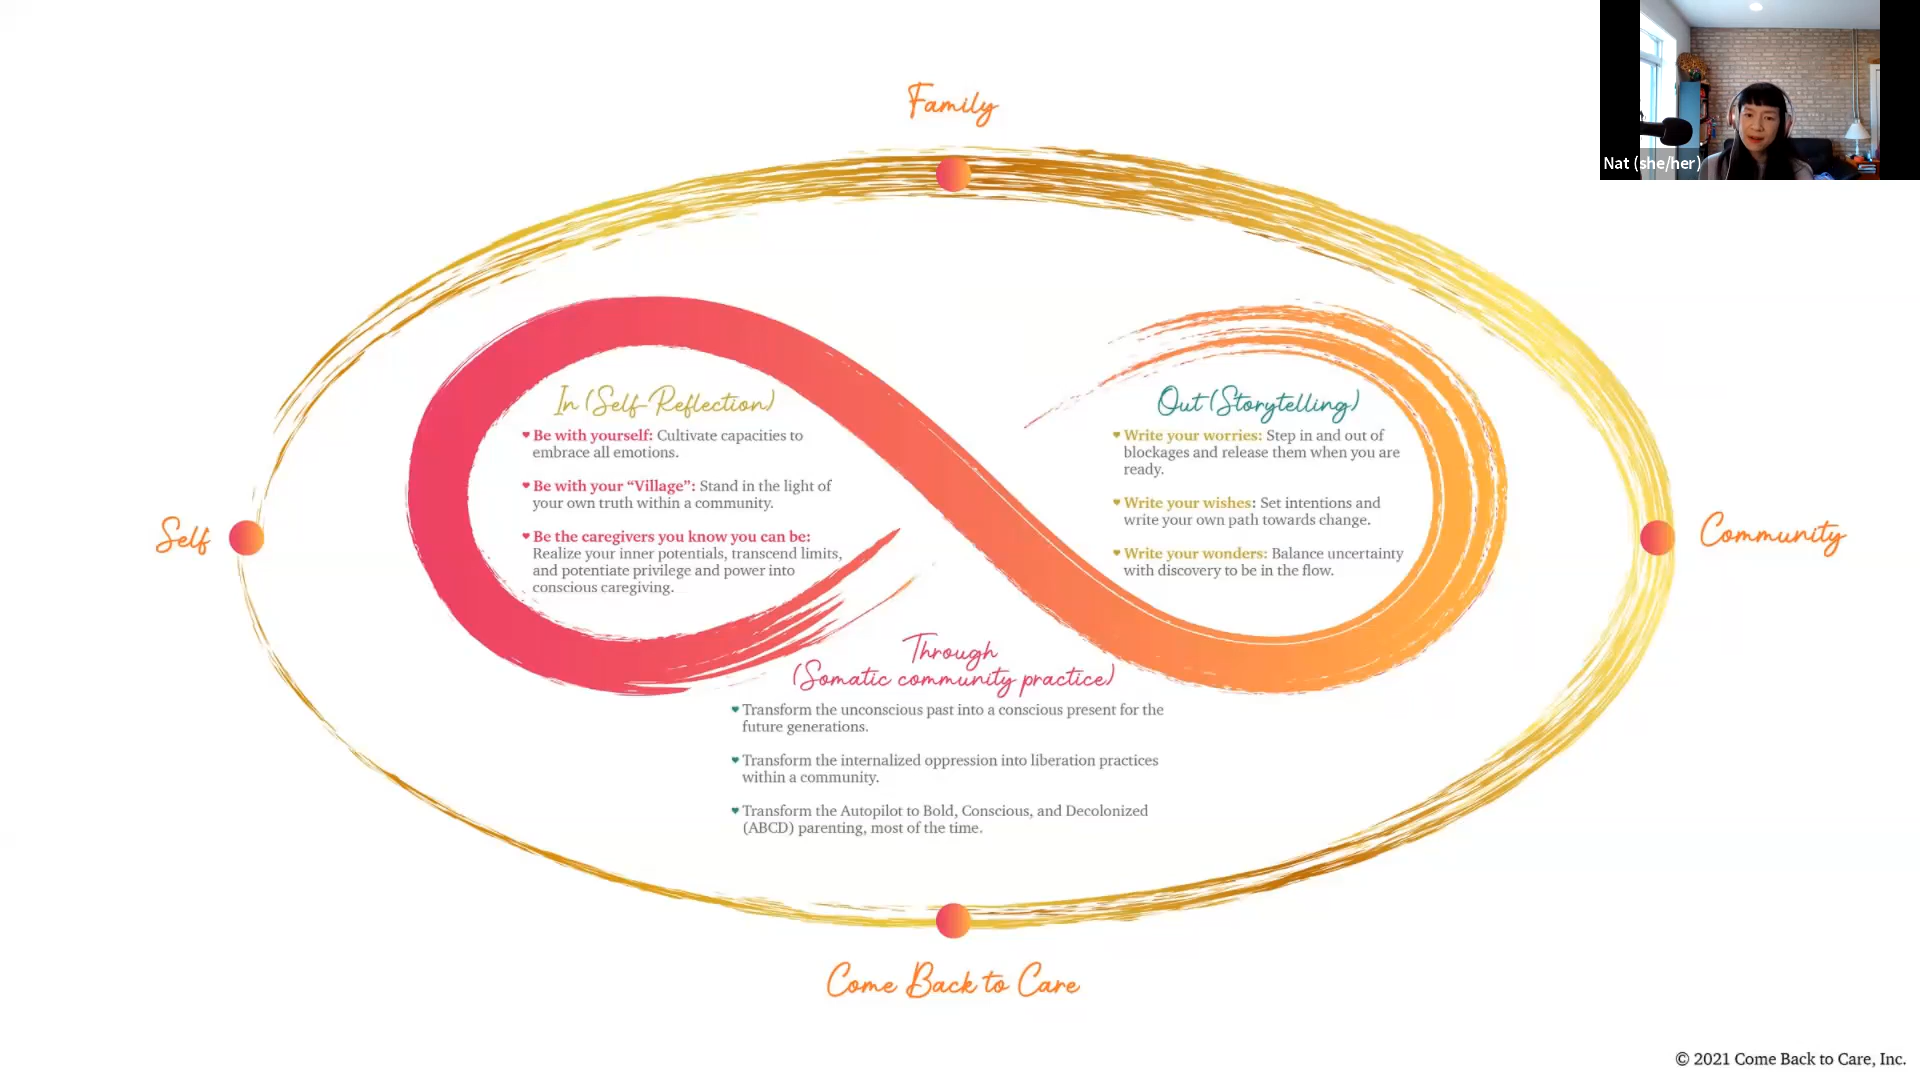 Family
Nat (she/her)
In (Self-Reflection)
Be with yourself: Cultivate capacities to
embrace all emotions.
Be with your “Village”: Stand in the light of
your own truth within a community.
Be the caregivers you know you can be:
Realize your inner potentials, transcend limits,
and potentiate privilege and power into
conscious caregiving.
Out (Storytelling)
Write your worries: Step in and out of
blockages and release them when you are
ready.
Write your wishes: Set intentions and
write your own path towards change.
Write your wonders: Balance uncertainty
with discovery to be in the flow.
Self
Community
Through
(Somatic community practice)
Transform the unconscious past into a conscious present for the
future generations.
Transform the internalized oppression into liberation practices
within a community.
Transform the Autopilot to Bold, Conscious, and Decolonized
(ABCD) parenting, most of the time.
Come Back to Care
© 2021 Come Back to Care, Inc.